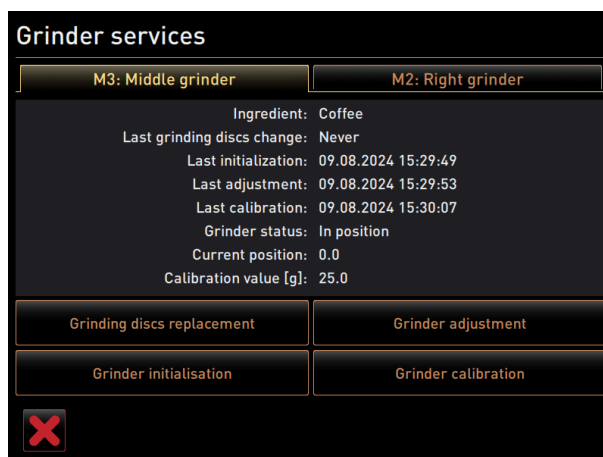 Grinder services
M3: Middle grinder
M2: Right grinder
Ingredient: Coffee
Last grinding discs change: Never
Last initialization: 09.08.2024 15:29:49
Last adjustment: 09.08.2024 15:29:53
Last calibration: 09.08.2024 15:30:07
Grinder status: In position
Current position: 0.0
Calibration value [g]: 25.0
Grinding discs replacement
Grinder adjustment
Grinder initialisation
Grinder calibration